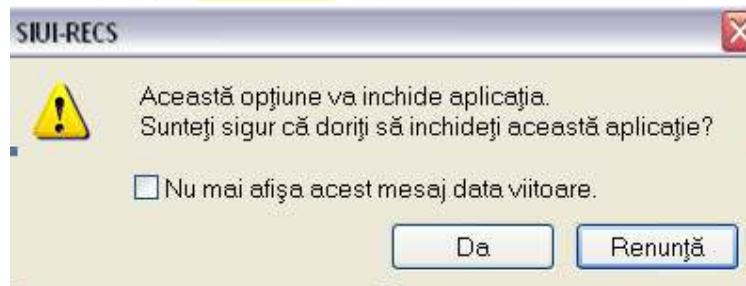 SIUI-RECS
Această opţiune va inchide aplicaţia.
Sunteţi sigur că doriţi să inchideţi această aplicaţie?
Nu mai afişa acest mesaj data viitoare.
Da
Renunţă